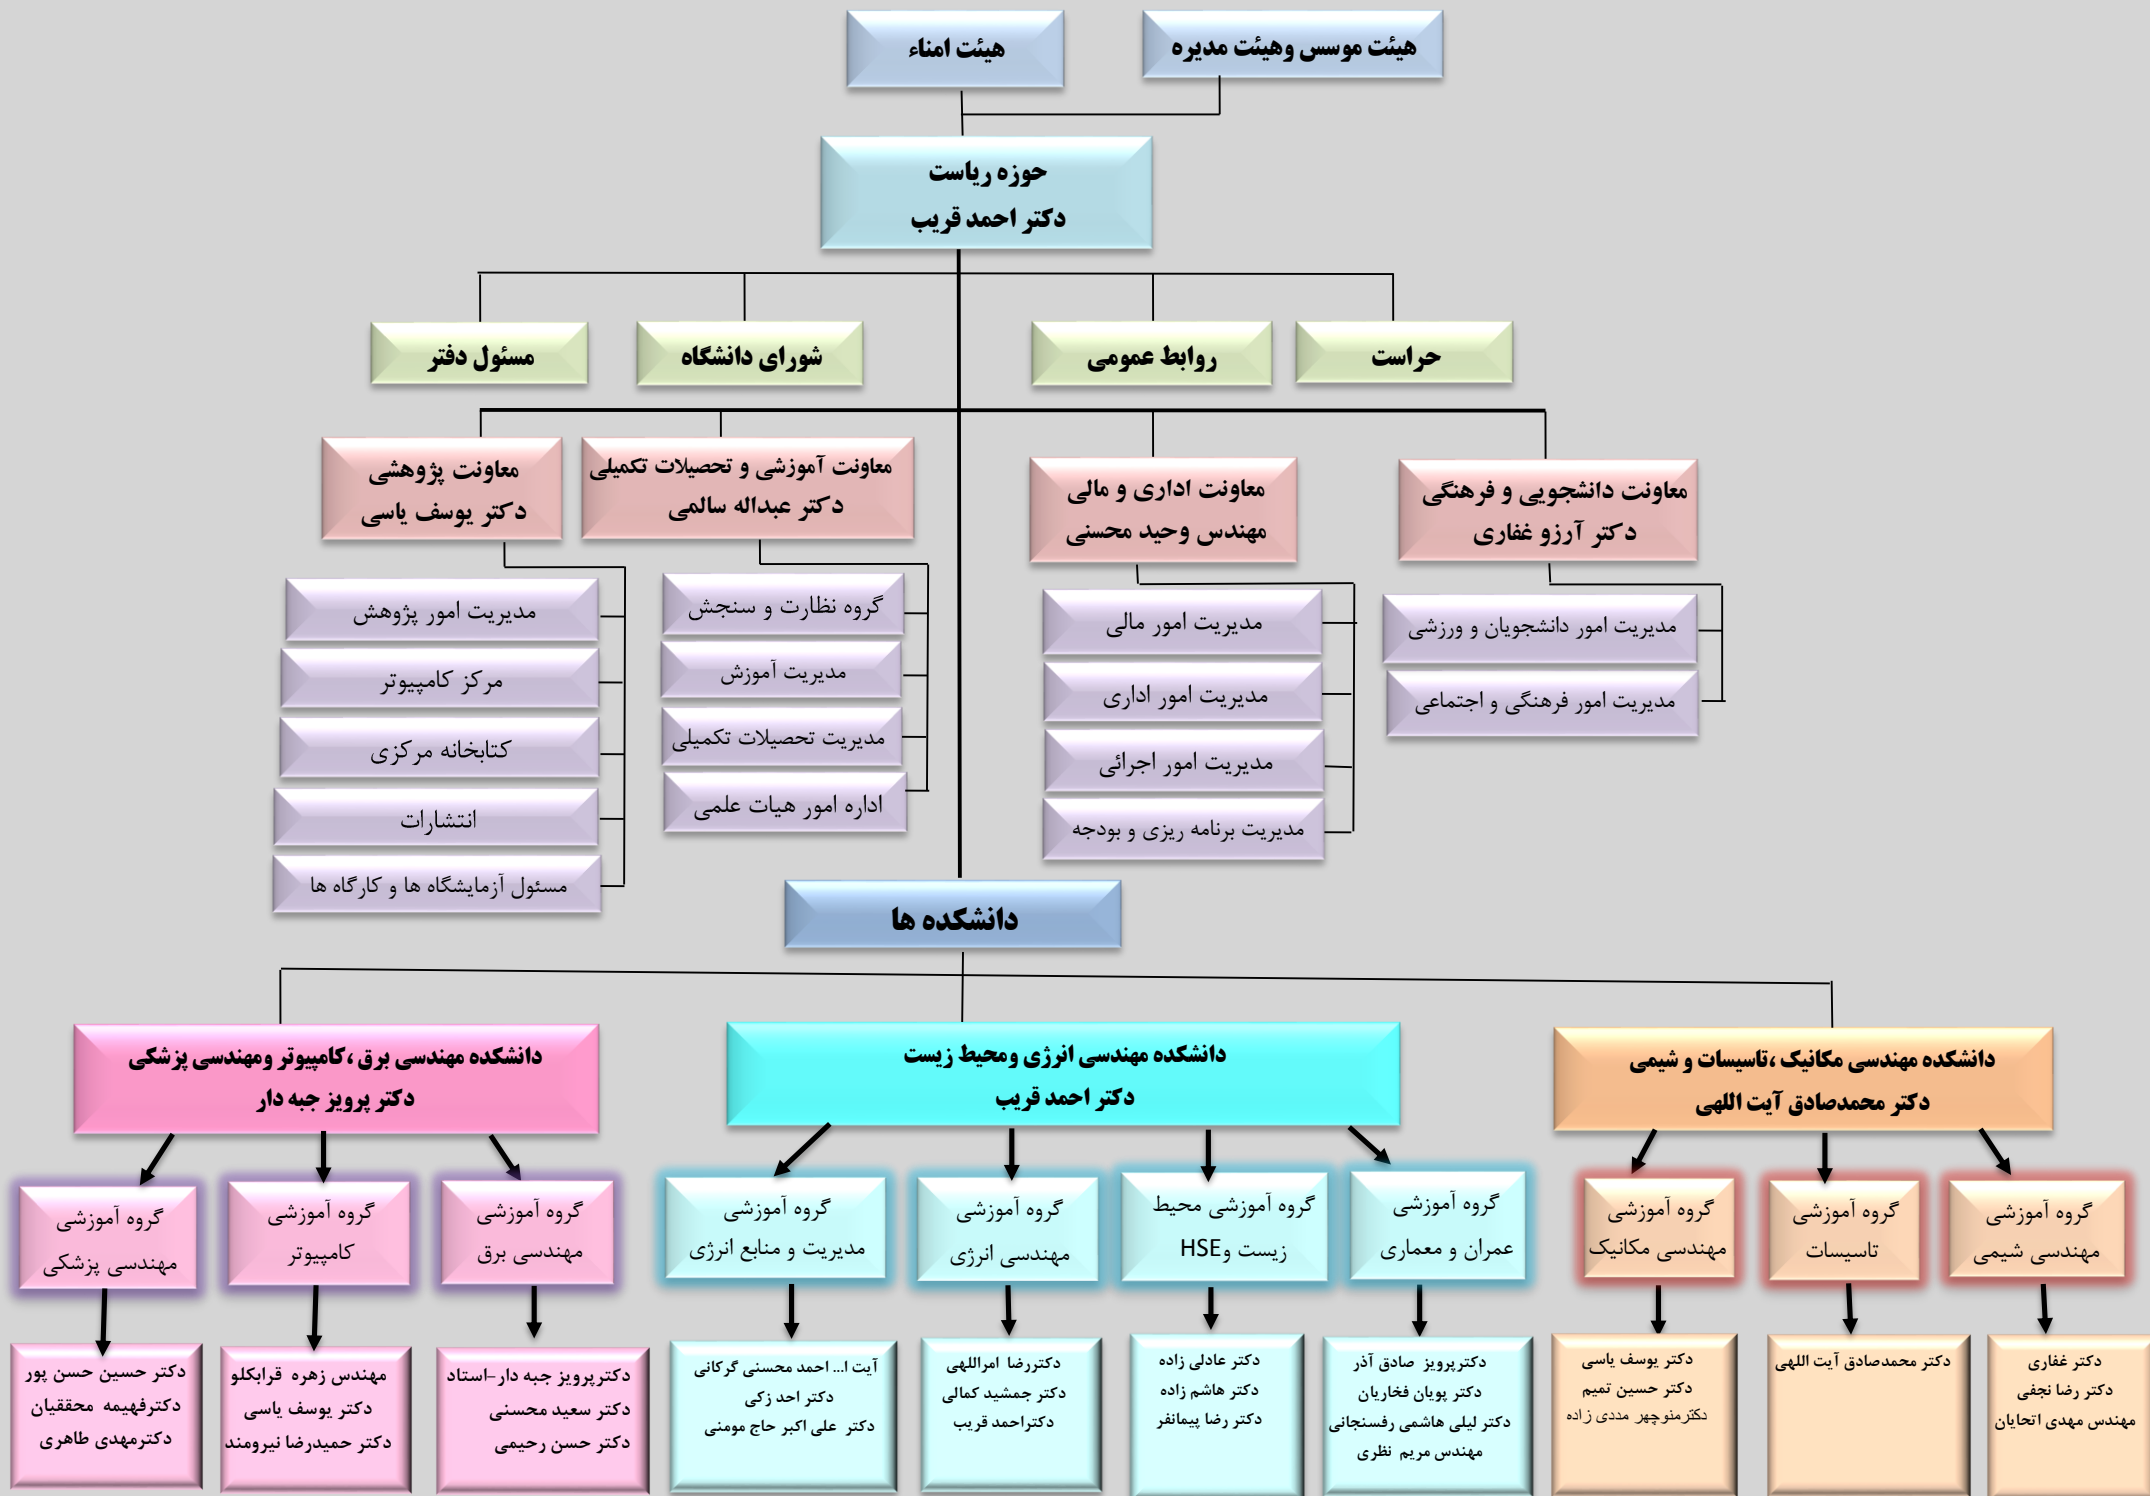 هیئت موسس وهیئت مدیره
هیئت امناء
حوزه ریاست
دکتر احمد قریب
حراست
روابط عمومی
شورای دانشگاه
مسئول دفتر
معاونت دانشجویی و فرهنگی
دکتر آرزو غفاری
مدیریت امور دانشجویان و ورزشی
مدیریت امور فرهنگی و اجتماعی
معاونت اداری و مالی
مهندس وحید محسنی
مدیریت امور مالی
مدیریت امور اداری
مدیریت امور اجرائی
مدیریت برنامه ریزی و بودجه
معاونت آموزشی و تحصیلات تکمیلی
دکتر عبداله سالمی
گروه نظارت و سنجش
مدیریت آموزش
مدیریت تحصیلات تکمیلی
اداره امور هیات علمی
معاونت پژوهشی
دکتر یوسف یاسی
مدیریت امور پژوهش
مرکز کامپیوتر
کتابخانه مرکزی
انتشارات
مسئول آزمایشگاه ها و کارگاه ها
دانشکده ها
دانشکده مهندسی مکانیک ،تاسیسات و شیمی
دکتر محمدصادق آیت اللهی
گروه آموزشی
مهندسی شیمی
دکتر غفاری
دکتر رضا نجفی
مهندس مهدی اتحایان
گروه آموزشی
تاسیسات
دکتر محمدصادق آیت اللهی
گروه آموزشی
مهندسی مکانیک
دکتر یوسف یاسی
دکتر حسین تمیم
دکترمنوچهر مددی زاده
دانشکده مهندسی انرژی ومحیط زیست
دکتر احمد قریب
گروه آموزشی
عمران و معماری
دکترپرویز صادق آذر
دکتر پویان فخاریان
دکتر لیلی هاشمی رفسنجانی
مهندس مریم نظری
گروه آموزشی محیط
زیست وHSE
دکتر عادلی زاده
دکتر هاشم زاده
دکتر رضا پیمانفر
گروه آموزشی
مهندسی انرژی
دکتررضا امراللهی
دکتر جمشید کمالی
دکتراحمد قریب
گروه آموزشی
مدیریت و منابع انرژی
آیت ا... احمد محسنی گرکانی
دکتر احد زکی
دکتر علی اکبر حاج مومنی
دانشکده مهندسی برق ،کامپیوتر ومهندسی پزشکی
دکتر پرویز جبه دار
گروه آموزشی
مهندسی برق
دکترپرویز جبه دار-استاد
دکتر سعید محسنی
دکتر حسن رحیمی
گروه آموزشی
کامپیوتر
مهندس زهره قرابکلو
دکتر یوسف یاسی
دکتر حمیدرضا نیرومند
گروه آموزشی
مهندسی پزشکی
دکتر حسین حسن پور
دکترفهیمه محققیان
دکترمهدی طاهری